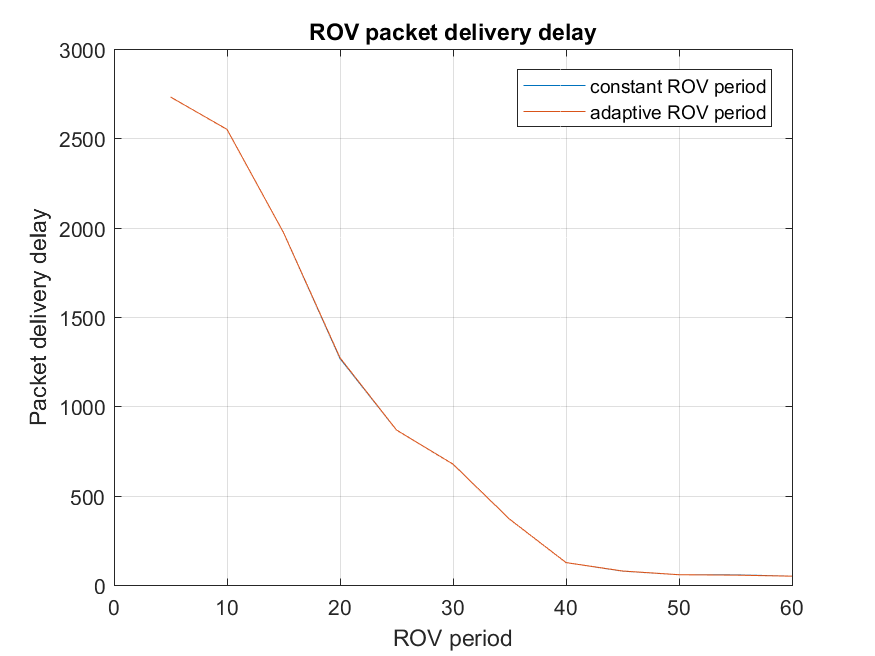 ROV packet delivery delay
constant ROV period
adaptive ROV period
Packet delivery delay
3000
2500
2000
1500
1000
500
0
0 10 20 30 40 50 60
ROV period